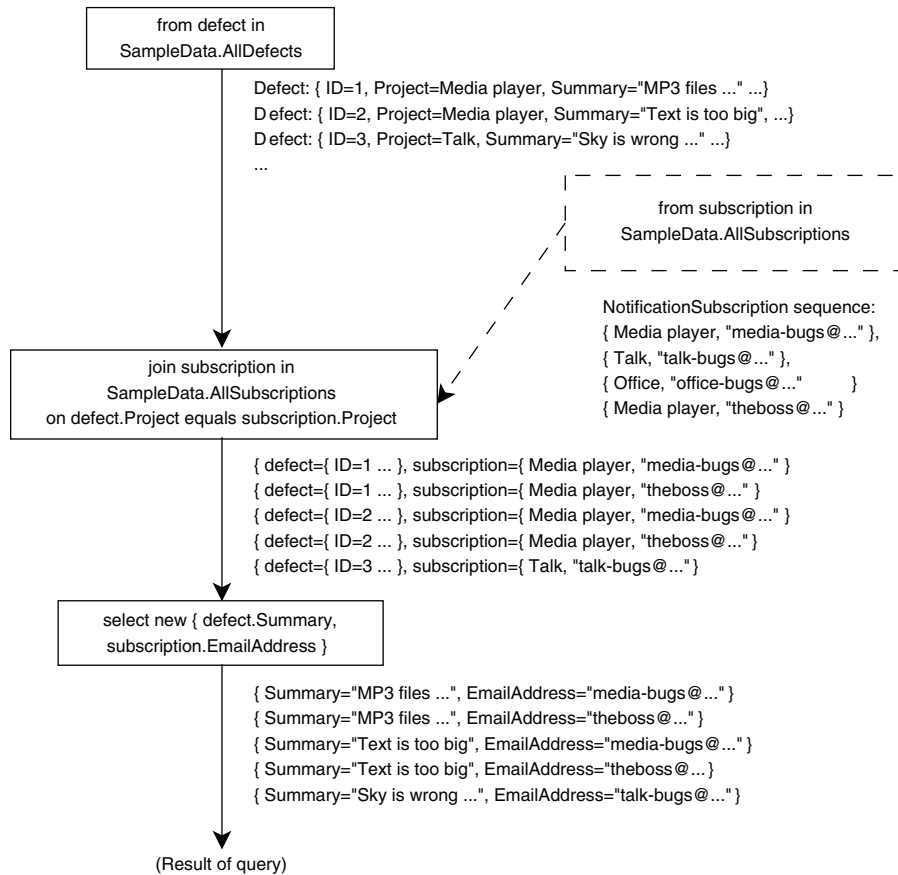 from defect in
SampleData.AllDefects
Defect: { ID=1, Project=Media player, Summary="MP3 files ..." ...}
Defect: { ID=2, Project=Media player, Summary="Text is too big", ...}
Defect: { ID=3, Project=Talk, Summary="Sky is wrong ..." ...}
...
from subscription in
SampleData.AllSubscriptions
NotificationSubscription sequence:
{ Media player, "media-bugs@..." },
{ Talk, "talk-bugs@..." },
{ Office, "office-bugs@..." }
{ Media player, "theboss@..." }
join subscription in
SampleData.AllSubscriptions
on defect.Project equals subscription.Project
{ defect={ ID=1 ... }, subscription={ Media player, "media-bugs@..." }
{ defect={ ID=1 ... }, subscription={ Media player, "theboss@..." }
{ defect={ ID=2 ... }, subscription={ Media player, "media-bugs@..." }
{ defect={ ID=2 ... }, subscription={ Media player, "theboss@..." }
{ defect={ ID=3 ... }, subscription={ Talk, "talk-bugs@..." }
select new { defect.Summary,
subscription.EmailAddress }
{ Summary="MP3 files ...", EmailAddress="media-bugs@..." }
{ Summary="MP3 files ...", EmailAddress="theboss@..." }
{ Summary="Text is too big", EmailAddress="media-bugs@..." }
{ Summary="Text is too big", EmailAddress="theboss@... }
{ Summary="Sky is wrong ...", EmailAddress="talk-bugs@..." }
(Result of query)